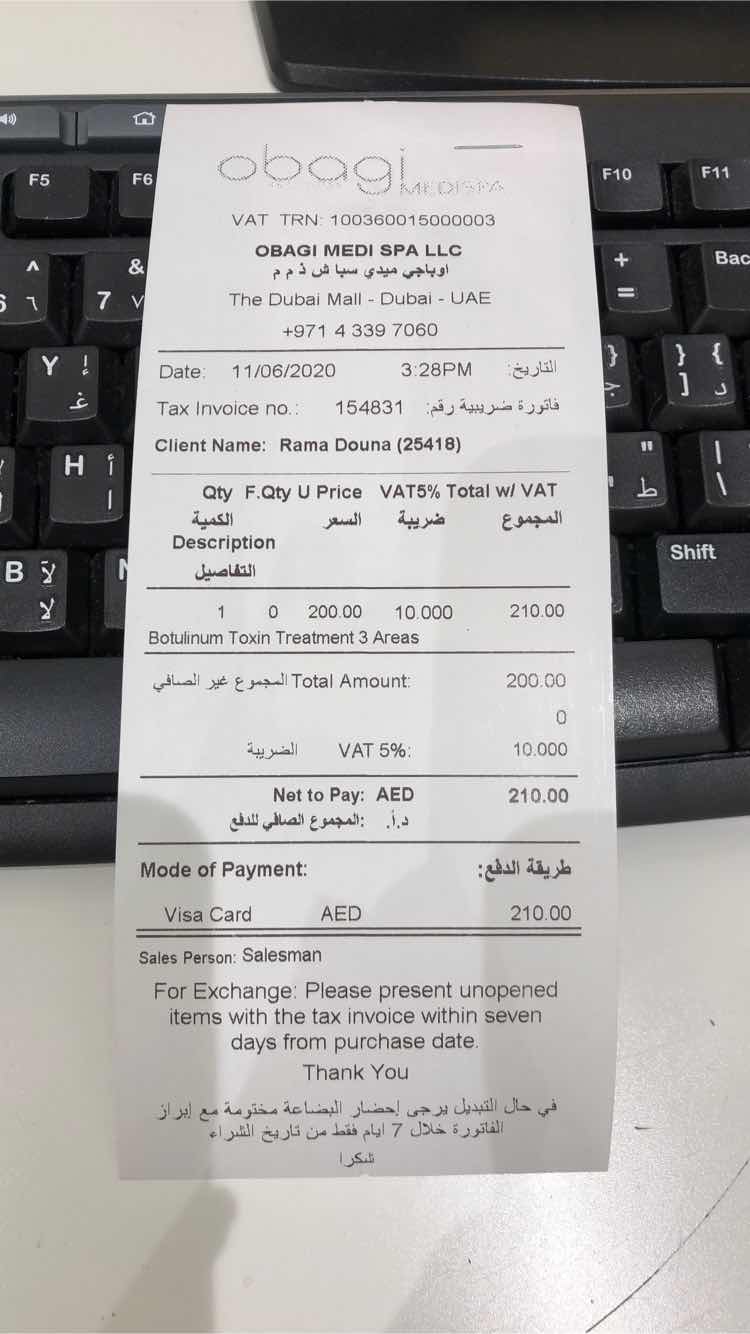 obagi
MEDISPA
VAT TRN: 100360015000003
OBAGI MEDI SPA LLC
اوباجي ميدي سبا ش ذ م م
The Dubai Mall - Dubai - UAE
+971 4 339 7060
Date: 11/06/2020 3:28PM التاريخ:
Tax Invoice no.: 154831 فاتورة ضريبية رقم:
Client Name: Rama Douna (25418)
Qty F.Qty U Price VAT5% Total w/ VAT
الكمية السعر ضريبة المجموع
Description
التفاصيل
1 0 200.00 10.000 210.00
Botulinum Toxin Treatment 3 Areas
المجموع غير الصافي Total Amount: 200.00
0
الضريبة VAT 5%: 10.000
Net to Pay: AED 210.00
المجموع الصافي للدفع: د.أ.
Mode of Payment: طريقة الدفع:
Visa Card AED 210.00
Sales Person: Salesman
For Exchange: Please present unopened
items with the tax invoice within seven
days from purchase date.
Thank You
في حال التبديل يرجى إحضار البضاعة مختومة مع إبراز
الفاتورة خلال 7 ايام فقط من تاريخ الشراء
شكرا
F5
F6
F10
F11
^
6 ٦
&
7 ٧
+
=
Bac
Y إ
غ
}
ج
} {
] د
H أ
ا
"
' ط
|
\
B لآ
لا
N
Shift